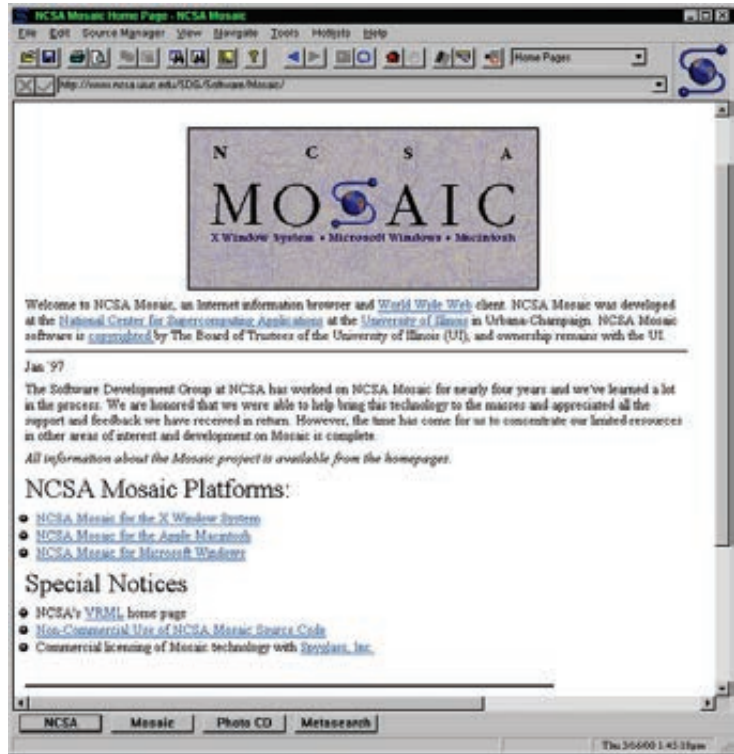 NCSA Mosaic Home Page - NCSA Mosaic
File Edit Source Manager View Navigate Tools Hotlists Help
Home Pages
http://www.ncsa.uiuc.edu/SDG/Software/Mosaic/
N C S A
MOSAIC
X Window System • Microsoft Windows • Macintosh
Welcome to NCSA Mosaic, an Internet information browser and World Wide Web client. NCSA Mosaic was developed
at the National Center for Supercomputing Applications at the University of Illinois in Urbana-Champaign. NCSA Mosaic
software is copyrighted by The Board of Trustees of the University of Illinois (UI), and ownership remains with the UI.
Jan '97
The Software Development Group at NCSA has worked on NCSA Mosaic for nearly four years and we've learned a lot
in the process. We are honored that we were able to help bring this technology to the masses and appreciated all the
support and feedback we have received in return. However, the time has come for us to concentrate our limited resources
in other areas of interest and development on Mosaic is complete.
All information about the Mosaic project is available from the homepages.
NCSA Mosaic Platforms:
NCSA Mosaic for the X Window System
NCSA Mosaic for the Apple Macintosh
NCSA Mosaic for Microsoft Windows
Special Notices
NCSA's VRML home page
Non-Commercial Use of NCSA Mosaic Source Code
Commercial licensing of Mosaic technology with Spyglass, Inc.
NCSA Mosaic Photo CD Metasearch
Thu 3/16/00 1:45:18pm